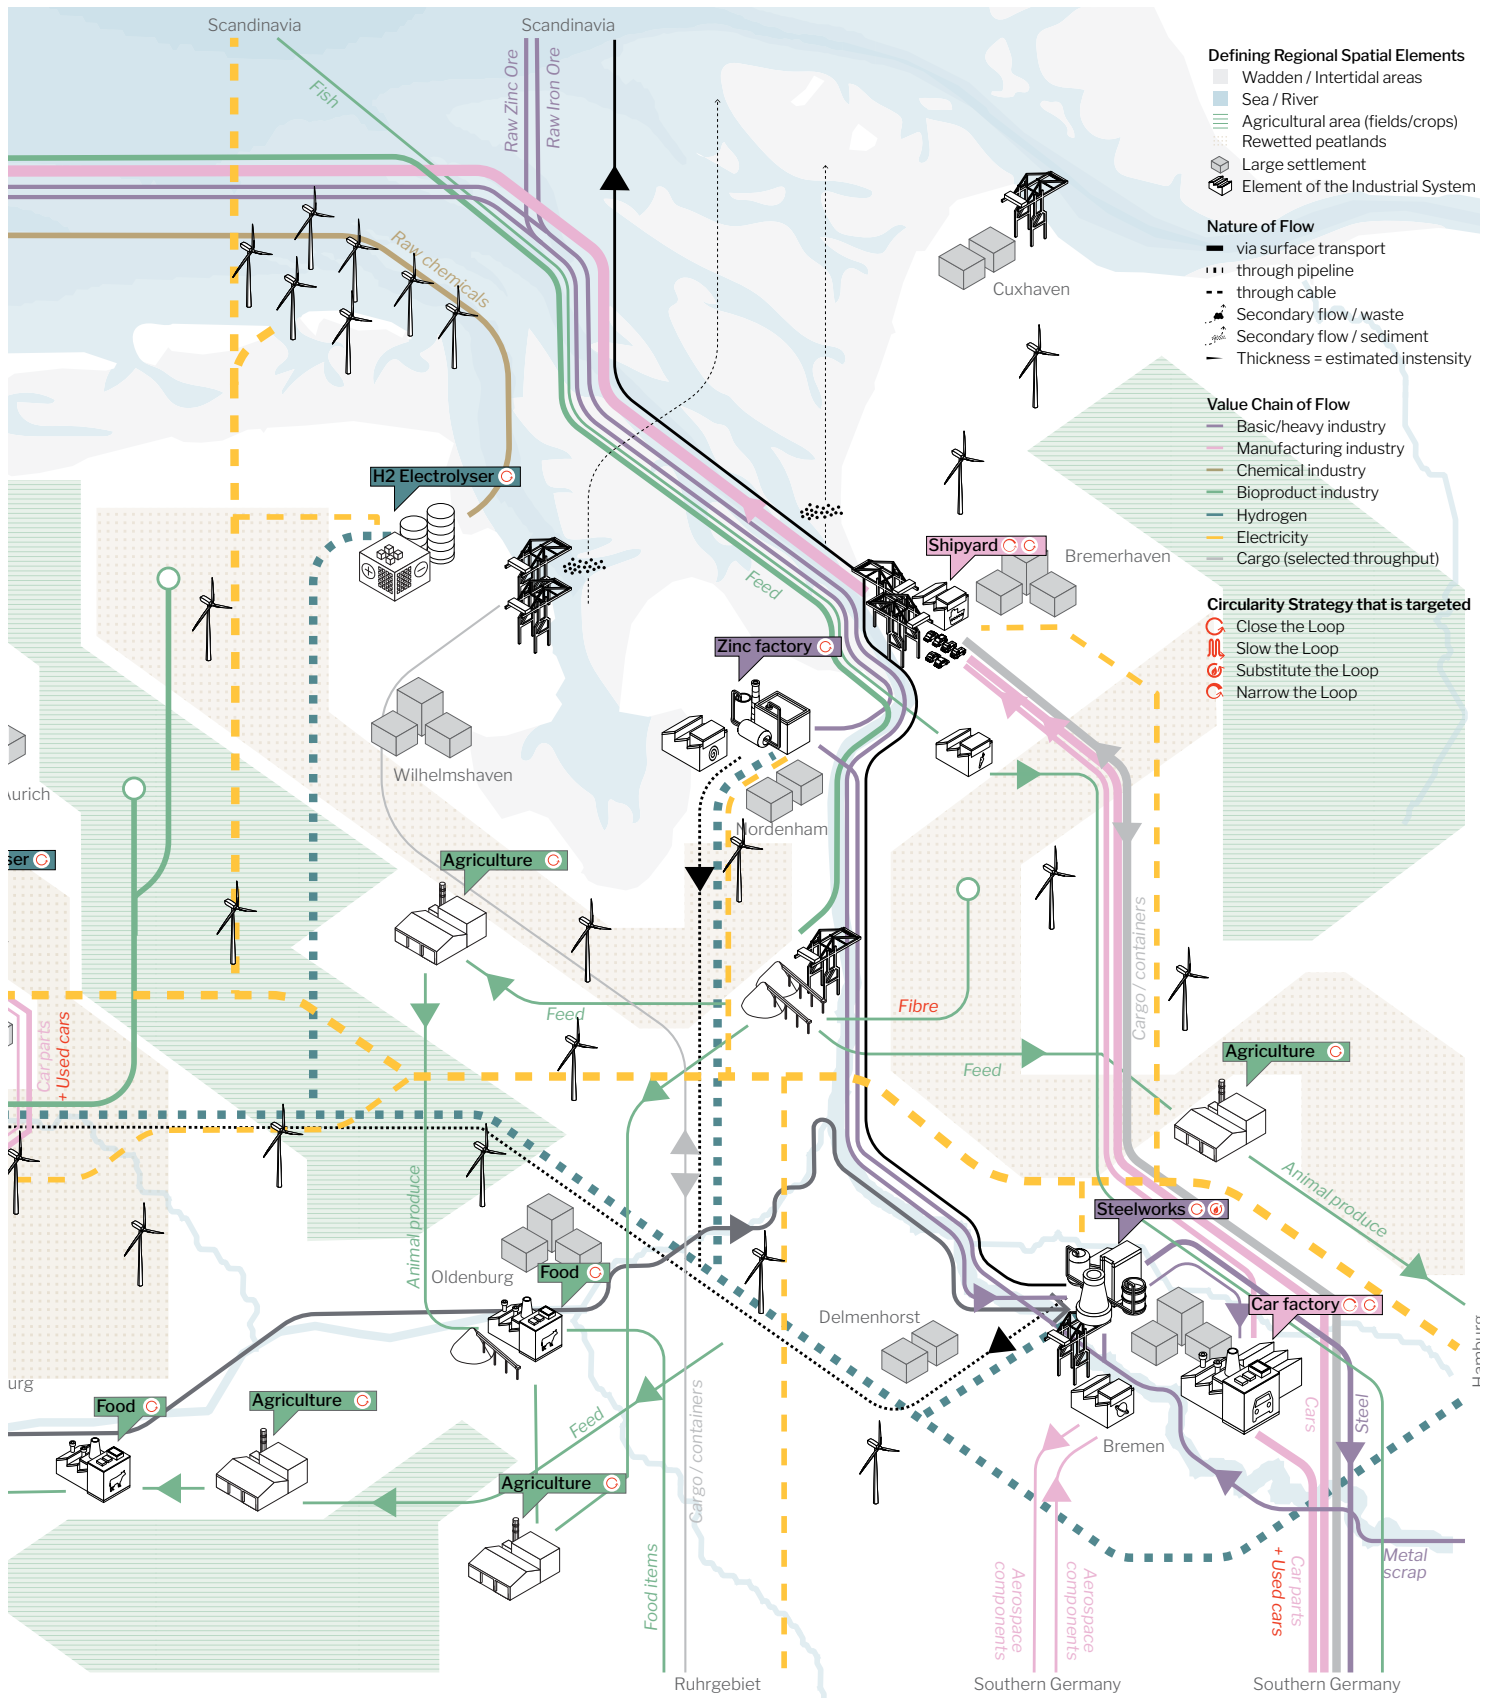 Scandinavia
Scandinavia
Fish
Raw Zinc Ore
Raw Iron Ore
Raw chemicals
Defining Regional Spatial Elements
Wadden / Intertidal areas
Sea / River
Agricultural area (fields/crops)
Rewetted peatlands
Large settlement
Element of the Industrial System
Nature of Flow
via surface transport
through pipeline
through cable
Secondary flow / waste
Secondary flow / sediment
Thickness = estimated instensity
Value Chain of Flow
Basic/heavy industry
Manufacturing industry
Chemical industry
Bioproduct industry
Hydrogen
Electricity
Cargo (selected throughput)
Circularity Strategy that is targeted
Close the Loop
Slow the Loop
Substitute the Loop
Narrow the Loop
Cuxhaven
H2 Electrolyser
Shipyard
Bremerhaven
Feed
Zinc factory
Wilhelmshaven
Nordenham
Aurich
ser
Agriculture
Cargo / containers
Fibre
Feed
Feed
Car parts
+ Used cars
Agriculture
Animal produce
Animal produce
Steelworks
Oldenburg
Food
Delmenhorst
Car factory
Hamburg
urg
Food
Agriculture
Feed
Cargo / containers
Cars
Steel
Bremen
Agriculture
Food items
Aerospace
components
Aerospace
components
Car parts
+ Used cars
Metal
scrap
Ruhrgebiet
Southern Germany
Southern Germany